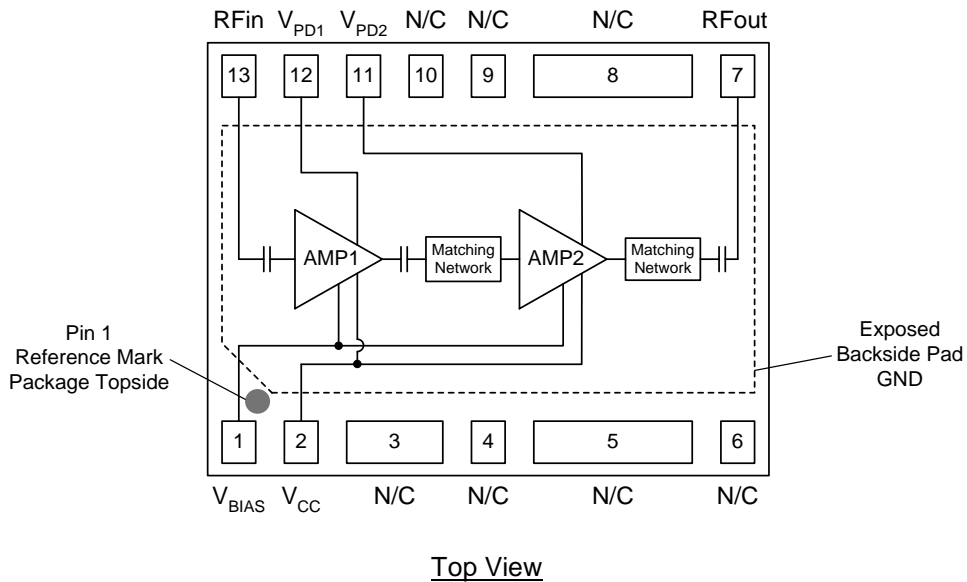 RFin V_PD1 V_PD2 N/C N/C N/C RFout
13 12 11 10 9 8 7
AMP1
Matching
Network
AMP2
Matching
Network
Pin 1
Reference Mark
Package Topside
Exposed
Backside Pad
GND
1 2 3 4 5 6
V_BIAS V_CC N/C N/C N/C N/C
Top View